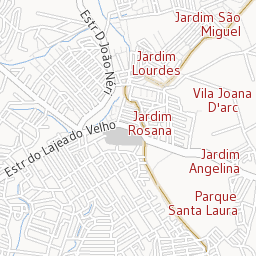 Jardim São
Miguel
Estr D João Néri
Jardim
Lourdes
Vila Joana
D'arc
Jardim
Rosana
Estr do Lajeado Velho
Jardim
Angelina
Parque
Santa Laura